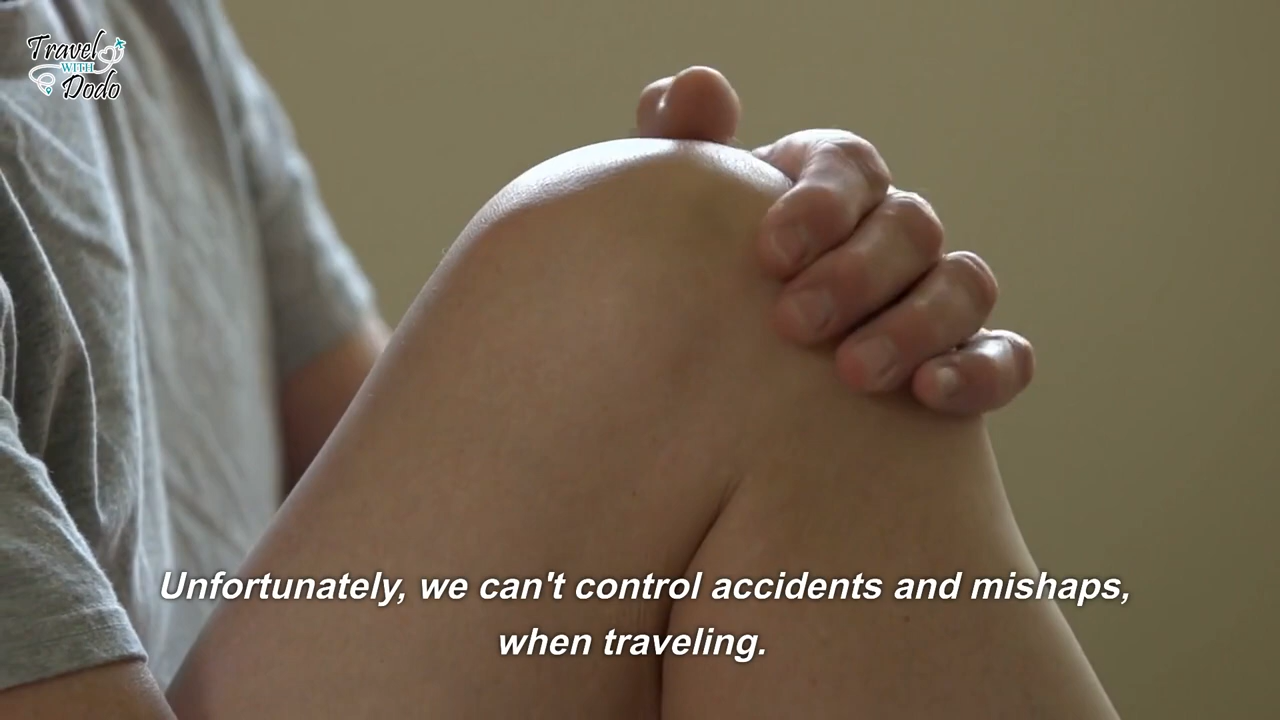 Travel
WITH
Dodo
Unfortunately, we can't control accidents and mishaps,
when traveling.